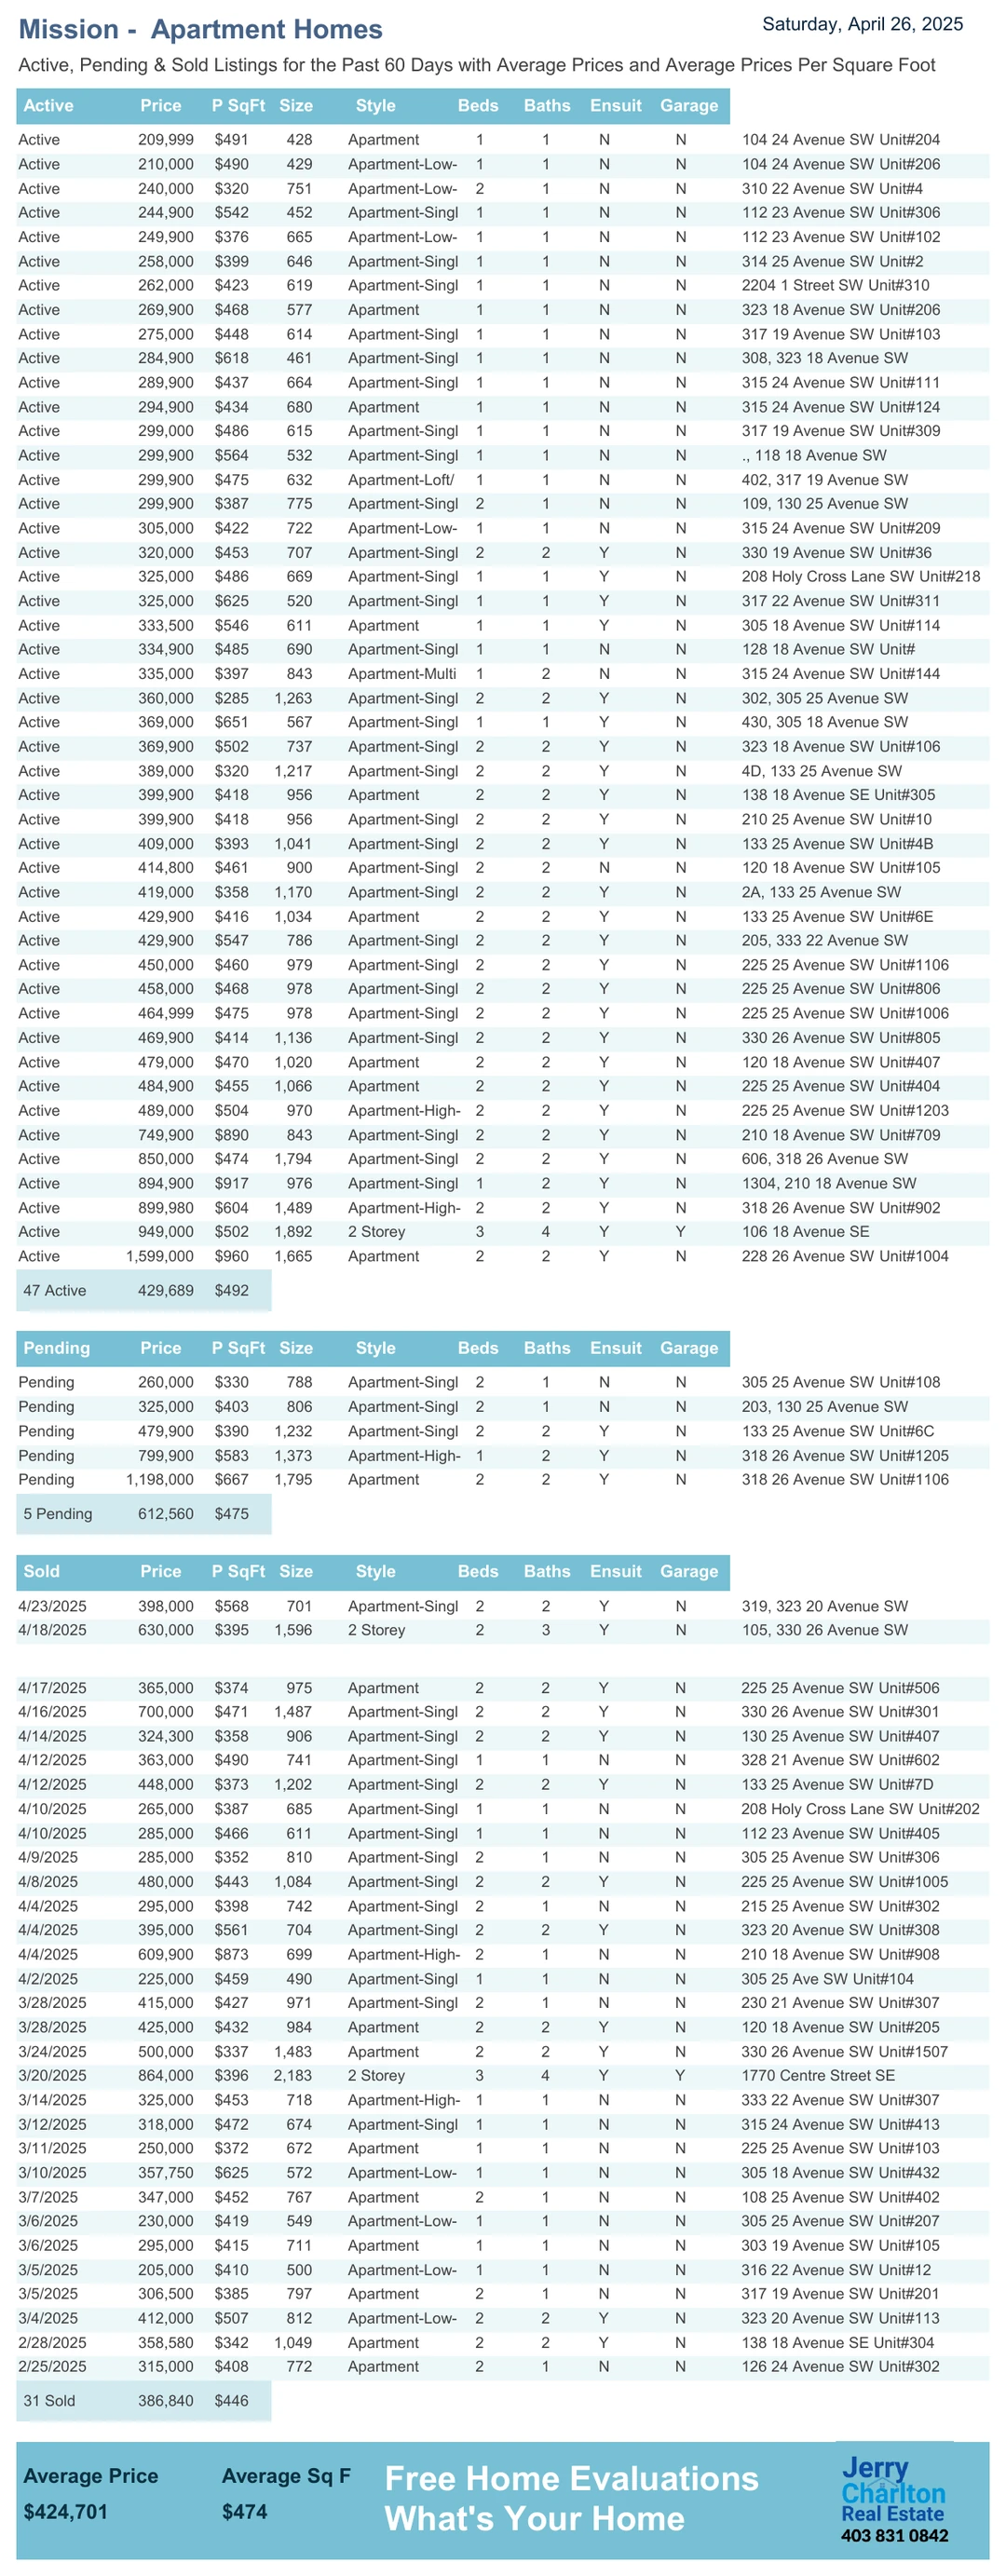 Mission -  Apartment Homes
Saturday, April 26, 2025
Active, Pending & Sold Listings for the Past 60 Days with Average Prices and Average Prices Per Square Foot
Active Price P SqFt Size Style Beds Baths Ensuit Garage
Active 209,999 $491 428 Apartment 1 1 N N 104 24 Avenue SW Unit#204
Active 210,000 $490 429 Apartment-Low- 1 1 N N 104 24 Avenue SW Unit#206
Active 240,000 $320 751 Apartment-Low- 2 1 N N 310 22 Avenue SW Unit#4
Active 244,900 $542 452 Apartment-Singl 1 1 N N 112 23 Avenue SW Unit#306
Active 249,900 $376 665 Apartment-Low- 1 1 N N 112 23 Avenue SW Unit#102
Active 258,000 $399 646 Apartment-Singl 1 1 N N 314 25 Avenue SW Unit#2
Active 262,000 $423 619 Apartment-Singl 1 1 N N 2204 1 Street SW Unit#310
Active 269,900 $468 577 Apartment 1 1 N N 323 18 Avenue SW Unit#206
Active 275,000 $448 614 Apartment-Singl 1 1 N N 317 19 Avenue SW Unit#103
Active 284,900 $618 461 Apartment-Singl 1 1 N N 308, 323 18 Avenue SW
Active 289,900 $437 664 Apartment-Singl 1 1 N N 315 24 Avenue SW Unit#111
Active 294,900 $434 680 Apartment 1 1 N N 315 24 Avenue SW Unit#124
Active 299,000 $486 615 Apartment-Singl 1 1 N N 317 19 Avenue SW Unit#309
Active 299,900 $564 532 Apartment-Singl 1 1 N N ., 118 18 Avenue SW
Active 299,900 $475 632 Apartment-Loft/ 1 1 N N 402, 317 19 Avenue SW
Active 299,900 $387 775 Apartment-Singl 2 1 N N 109, 130 25 Avenue SW
Active 305,000 $422 722 Apartment-Low- 1 1 N N 315 24 Avenue SW Unit#209
Active 320,000 $453 707 Apartment-Singl 2 2 Y N 330 19 Avenue SW Unit#36
Active 325,000 $486 669 Apartment-Singl 1 1 Y N 208 Holy Cross Lane SW Unit#218
Active 325,000 $625 520 Apartment-Singl 1 1 Y N 317 22 Avenue SW Unit#311
Active 333,500 $546 611 Apartment 1 1 Y N 305 18 Avenue SW Unit#114
Active 334,900 $485 690 Apartment-Singl 1 1 N N 128 18 Avenue SW Unit#
Active 335,000 $397 843 Apartment-Multi 1 2 N N 315 24 Avenue SW Unit#144
Active 360,000 $285 1,263 Apartment-Singl 2 2 Y N 302, 305 25 Avenue SW
Active 369,000 $651 567 Apartment-Singl 1 1 Y N 430, 305 18 Avenue SW
Active 369,900 $502 737 Apartment-Singl 2 2 Y N 323 18 Avenue SW Unit#106
Active 389,000 $320 1,217 Apartment-Singl 2 2 Y N 4D, 133 25 Avenue SW
Active 399,900 $418 956 Apartment 2 2 Y N 138 18 Avenue SE Unit#305
Active 399,900 $418 956 Apartment-Singl 2 2 Y N 210 25 Avenue SW Unit#10
Active 409,000 $393 1,041 Apartment-Singl 2 2 Y N 133 25 Avenue SW Unit#4B
Active 414,800 $461 900 Apartment-Singl 2 2 N N 120 18 Avenue SW Unit#105
Active 419,000 $358 1,170 Apartment-Singl 2 2 Y N 2A, 133 25 Avenue SW
Active 429,900 $416 1,034 Apartment 2 2 Y N 133 25 Avenue SW Unit#6E
Active 429,900 $547 786 Apartment-Singl 2 2 Y N 205, 333 22 Avenue SW
Active 450,000 $460 979 Apartment-Singl 2 2 Y N 225 25 Avenue SW Unit#1106
Active 458,000 $468 978 Apartment-Singl 2 2 Y N 225 25 Avenue SW Unit#806
Active 464,999 $475 978 Apartment-Singl 2 2 Y N 225 25 Avenue SW Unit#1006
Active 469,900 $414 1,136 Apartment-Singl 2 2 Y N 330 26 Avenue SW Unit#805
Active 479,000 $470 1,020 Apartment 2 2 Y N 120 18 Avenue SW Unit#407
Active 484,900 $455 1,066 Apartment 2 2 Y N 225 25 Avenue SW Unit#404
Active 489,000 $504 970 Apartment-High- 2 2 Y N 225 25 Avenue SW Unit#1203
Active 749,900 $890 843 Apartment-Singl 2 2 Y N 210 18 Avenue SW Unit#709
Active 850,000 $474 1,794 Apartment-Singl 2 2 Y N 606, 318 26 Avenue SW
Active 894,900 $917 976 Apartment-Singl 1 2 Y N 1304, 210 18 Avenue SW
Active 899,980 $604 1,489 Apartment-High- 2 2 Y N 318 26 Avenue SW Unit#902
Active 949,000 $502 1,892 2 Storey 3 4 Y Y 106 18 Avenue SE
Active 1,599,000 $960 1,665 Apartment 2 2 Y N 228 26 Avenue SW Unit#1004
47 Active 429,689 $492
Pending Price P SqFt Size Style Beds Baths Ensuit Garage
Pending 260,000 $330 788 Apartment-Singl 2 1 N N 305 25 Avenue SW Unit#108
Pending 325,000 $403 806 Apartment-Singl 2 1 N N 203, 130 25 Avenue SW
Pending 479,900 $390 1,232 Apartment-Singl 2 2 Y N 133 25 Avenue SW Unit#6C
Pending 799,900 $583 1,373 Apartment-High- 1 2 Y N 318 26 Avenue SW Unit#1205
Pending 1,198,000 $667 1,795 Apartment 2 2 Y N 318 26 Avenue SW Unit#1106
5 Pending 612,560 $475
Sold Price P SqFt Size Style Beds Baths Ensuit Garage
4/23/2025 398,000 $568 701 Apartment-Singl 2 2 Y N 319, 323 20 Avenue SW
4/18/2025 630,000 $395 1,596 2 Storey 2 3 Y N 105, 330 26 Avenue SW
4/17/2025 365,000 $374 975 Apartment 2 2 Y N 225 25 Avenue SW Unit#506
4/16/2025 700,000 $471 1,487 Apartment-Singl 2 2 Y N 330 26 Avenue SW Unit#301
4/14/2025 324,300 $358 906 Apartment-Singl 2 2 Y N 130 25 Avenue SW Unit#407
4/12/2025 363,000 $490 741 Apartment-Singl 1 1 N N 328 21 Avenue SW Unit#602
4/12/2025 448,000 $373 1,202 Apartment-Singl 2 2 Y N 133 25 Avenue SW Unit#7D
4/10/2025 265,000 $387 685 Apartment-Singl 1 1 N N 208 Holy Cross Lane SW Unit#202
4/10/2025 285,000 $466 611 Apartment-Singl 1 1 N N 112 23 Avenue SW Unit#405
4/9/2025 285,000 $352 810 Apartment-Singl 2 1 N N 305 25 Avenue SW Unit#306
4/8/2025 480,000 $443 1,084 Apartment-Singl 2 2 Y N 225 25 Avenue SW Unit#1005
4/4/2025 295,000 $398 742 Apartment-Singl 2 1 N N 215 25 Avenue SW Unit#302
4/4/2025 395,000 $561 704 Apartment-Singl 2 2 Y N 323 20 Avenue SW Unit#308
4/4/2025 609,900 $873 699 Apartment-High- 2 1 N N 210 18 Avenue SW Unit#908
4/2/2025 225,000 $459 490 Apartment-Singl 1 1 N N 305 25 Ave SW Unit#104
3/28/2025 415,000 $427 971 Apartment-Singl 2 1 N N 230 21 Avenue SW Unit#307
3/28/2025 425,000 $432 984 Apartment 2 2 Y N 120 18 Avenue SW Unit#205
3/24/2025 500,000 $337 1,483 Apartment 2 2 Y N 330 26 Avenue SW Unit#1507
3/20/2025 864,000 $396 2,183 2 Storey 3 4 Y Y 1770 Centre Street SE
3/14/2025 325,000 $453 718 Apartment-High- 1 1 N N 333 22 Avenue SW Unit#307
3/12/2025 318,000 $472 674 Apartment-Singl 1 1 N N 315 24 Avenue SW Unit#413
3/11/2025 250,000 $372 672 Apartment 1 1 N N 225 25 Avenue SW Unit#103
3/10/2025 357,750 $625 572 Apartment-Low- 1 1 N N 305 18 Avenue SW Unit#432
3/7/2025 347,000 $452 767 Apartment 2 1 N N 108 25 Avenue SW Unit#402
3/6/2025 230,000 $419 549 Apartment-Low- 1 1 N N 305 25 Avenue SW Unit#207
3/6/2025 295,000 $415 711 Apartment 1 1 N N 303 19 Avenue SW Unit#105
3/5/2025 205,000 $410 500 Apartment-Low- 1 1 N N 316 22 Avenue SW Unit#12
3/5/2025 306,500 $385 797 Apartment 2 1 N N 317 19 Avenue SW Unit#201
3/4/2025 412,000 $507 812 Apartment-Low- 2 2 Y N 323 20 Avenue SW Unit#113
2/28/2025 358,580 $342 1,049 Apartment 2 2 Y N 138 18 Avenue SE Unit#304
2/25/2025 315,000 $408 772 Apartment 2 1 N N 126 24 Avenue SW Unit#302
31 Sold 386,840 $446
Average Price Average Sq F
$424,701 $474
Free Home Evaluations
What's Your Home
Jerry
Charlton
Real Estate
403 831 0842